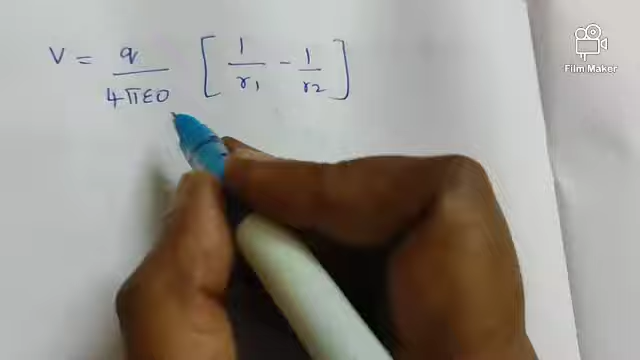 V = q / 4πε0 [ 1/r1 - 1/r2 ]
Film Maker